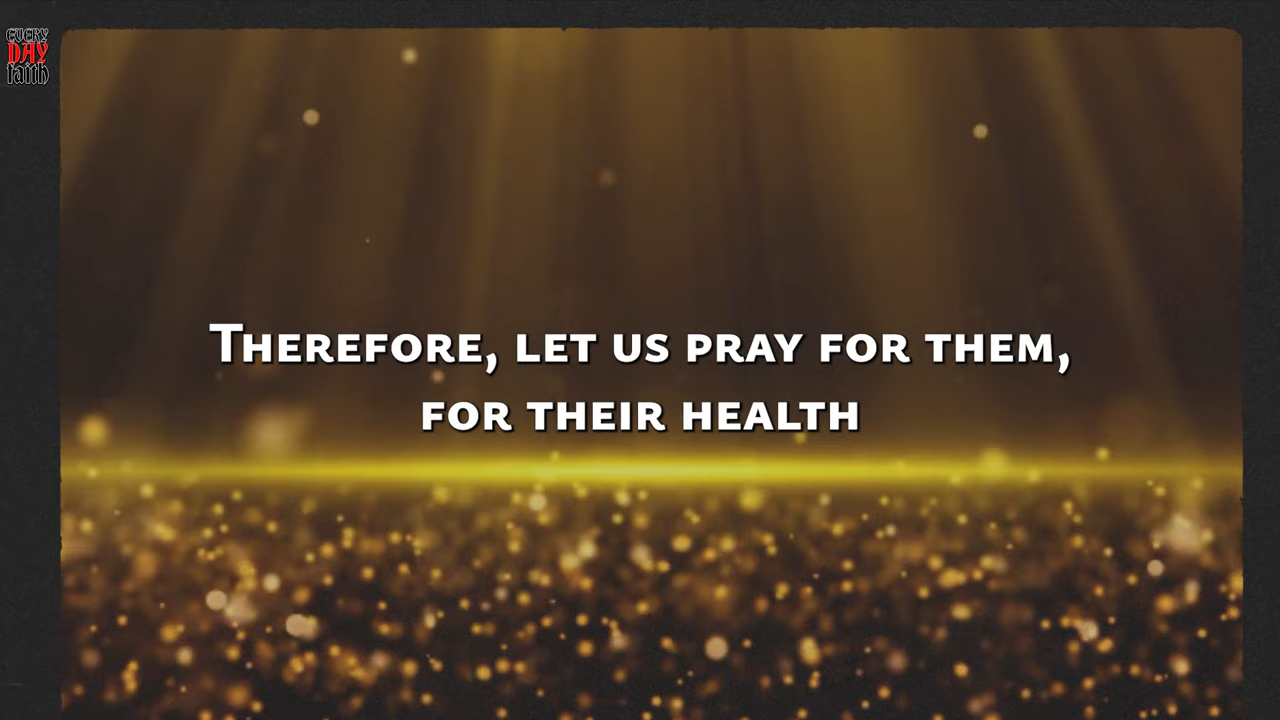 EVERY
DAY
faith
Therefore, let us pray for them,
for their health